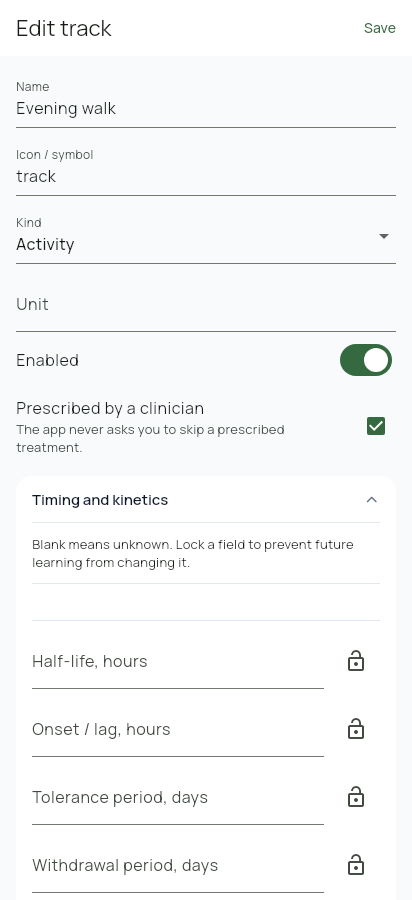 Edit track
Save
Name
Evening walk
Icon / symbol
track
Kind
Activity
Unit
Enabled
Prescribed by a clinician
The app never asks you to skip a prescribed
treatment.
Timing and kinetics
Blank means unknown. Lock a field to prevent future
learning from changing it.
Half-life, hours
Onset / lag, hours
Tolerance period, days
Withdrawal period, days